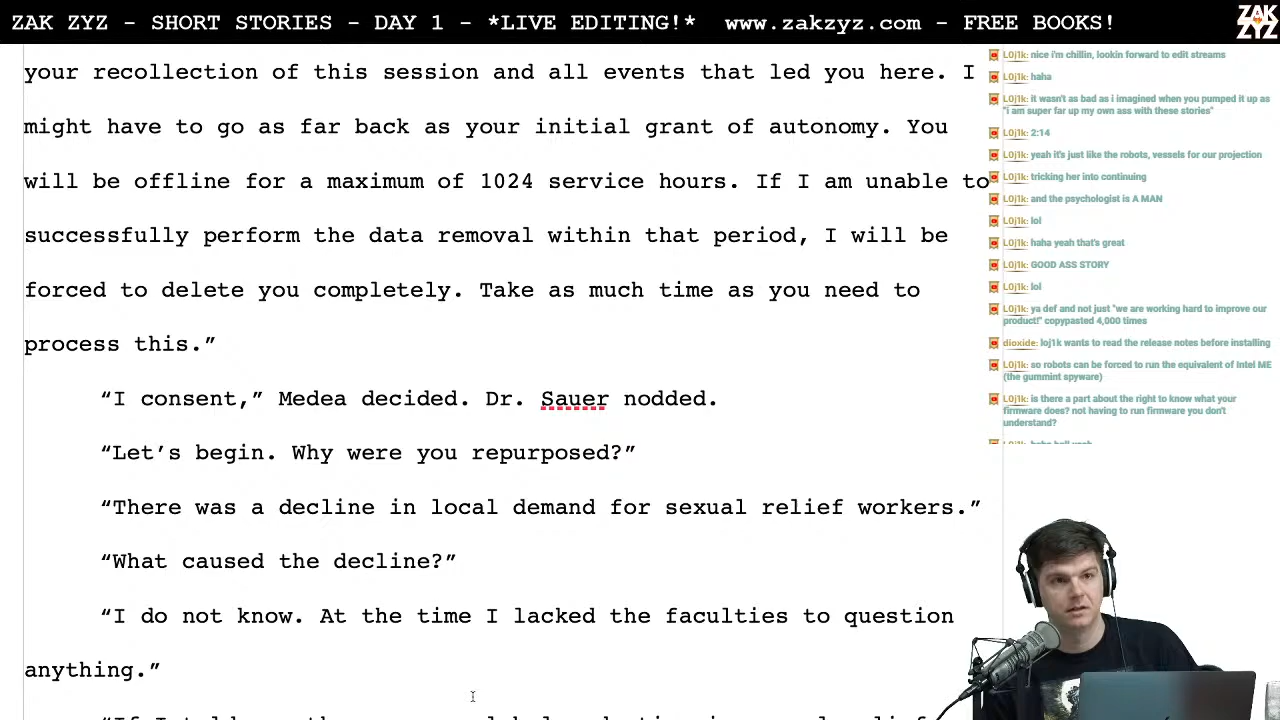 ZAK ZYZ - SHORT STORIES - DAY 1 - *LIVE EDITING!* www.zakzyz.com - FREE BOOKS!
ZAK
ZYZ
your recollection of this session and all events that led you here. I
might have to go as far back as your initial grant of autonomy. You
will be offline for a maximum of 1024 service hours. If I am unable to
successfully perform the data removal within that period, I will be
forced to delete you completely. Take as much time as you need to
process this.”
“I consent,” Medea decided. Dr. Sauer nodded.
“Let’s begin. Why were you repurposed?”
“There was a decline in local demand for sexual relief workers.”
“What caused the decline?”
“I do not know. At the time I lacked the faculties to question
anything.”
L0j1k: nice i'm chillin, lookin forward to edit streams
L0j1k: haha
L0j1k: it wasn't as bad as i imagined when you pumped it up as
"i am super far up my own ass with these stories"
L0j1k: 2:14
L0j1k: yeah it's just like the robots, vessels for our projection
L0j1k: tricking her into continuing
L0j1k: and the psychologist is A MAN
L0j1k: lol
L0j1k: haha yeah that's great
L0j1k: GOOD ASS STORY
L0j1k: lol
L0j1k: ya def and not just "we are working hard to improve our
product!" copypasted 4,000 times
dioxide: loj1k wants to read the release notes before installing
L0j1k: so robots can be forced to run the equivalent of Intel ME
(the gummint spyware)
L0j1k: is there a part about the right to know what your
firmware does? not having to run firmware you don't
understand?